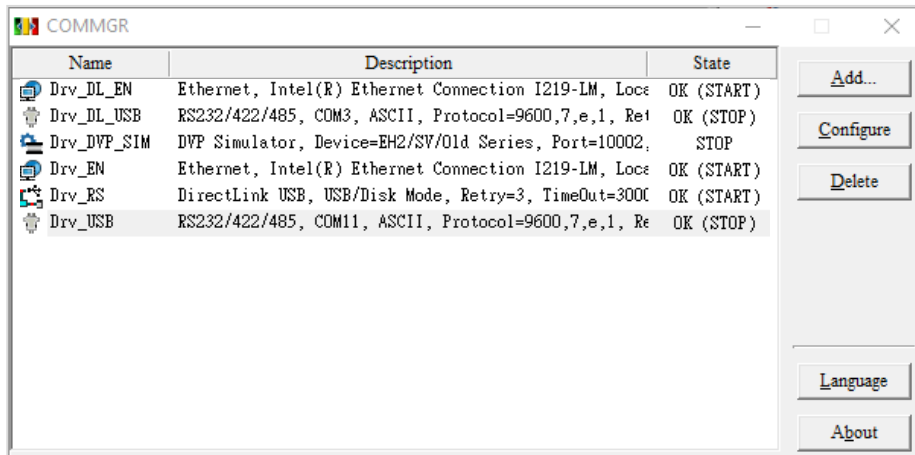 COMMGR
Name Description State
Drv_DL_EN Ethernet, Intel(R) Ethernet Connection I219-LM, Loca OK (START)
Drv_DL_USB RS232/422/485, COM3, ASCII, Protocol=9600,7,e,1, Ret OK (STOP)
Drv_DVP_SIM DVP Simulator, Device=EH2/SV/Old Series, Port=10002, STOP
Drv_EN Ethernet, Intel(R) Ethernet Connection I219-LM, Loca OK (START)
Drv_RS DirectLink USB, USB/Disk Mode, Retry=3, TimeOut=3000 OK (START)
Drv_USB RS232/422/485, COM11, ASCII, Protocol=9600,7,e,1, Re OK (STOP)
Add...
Configure
Delete
Language
About